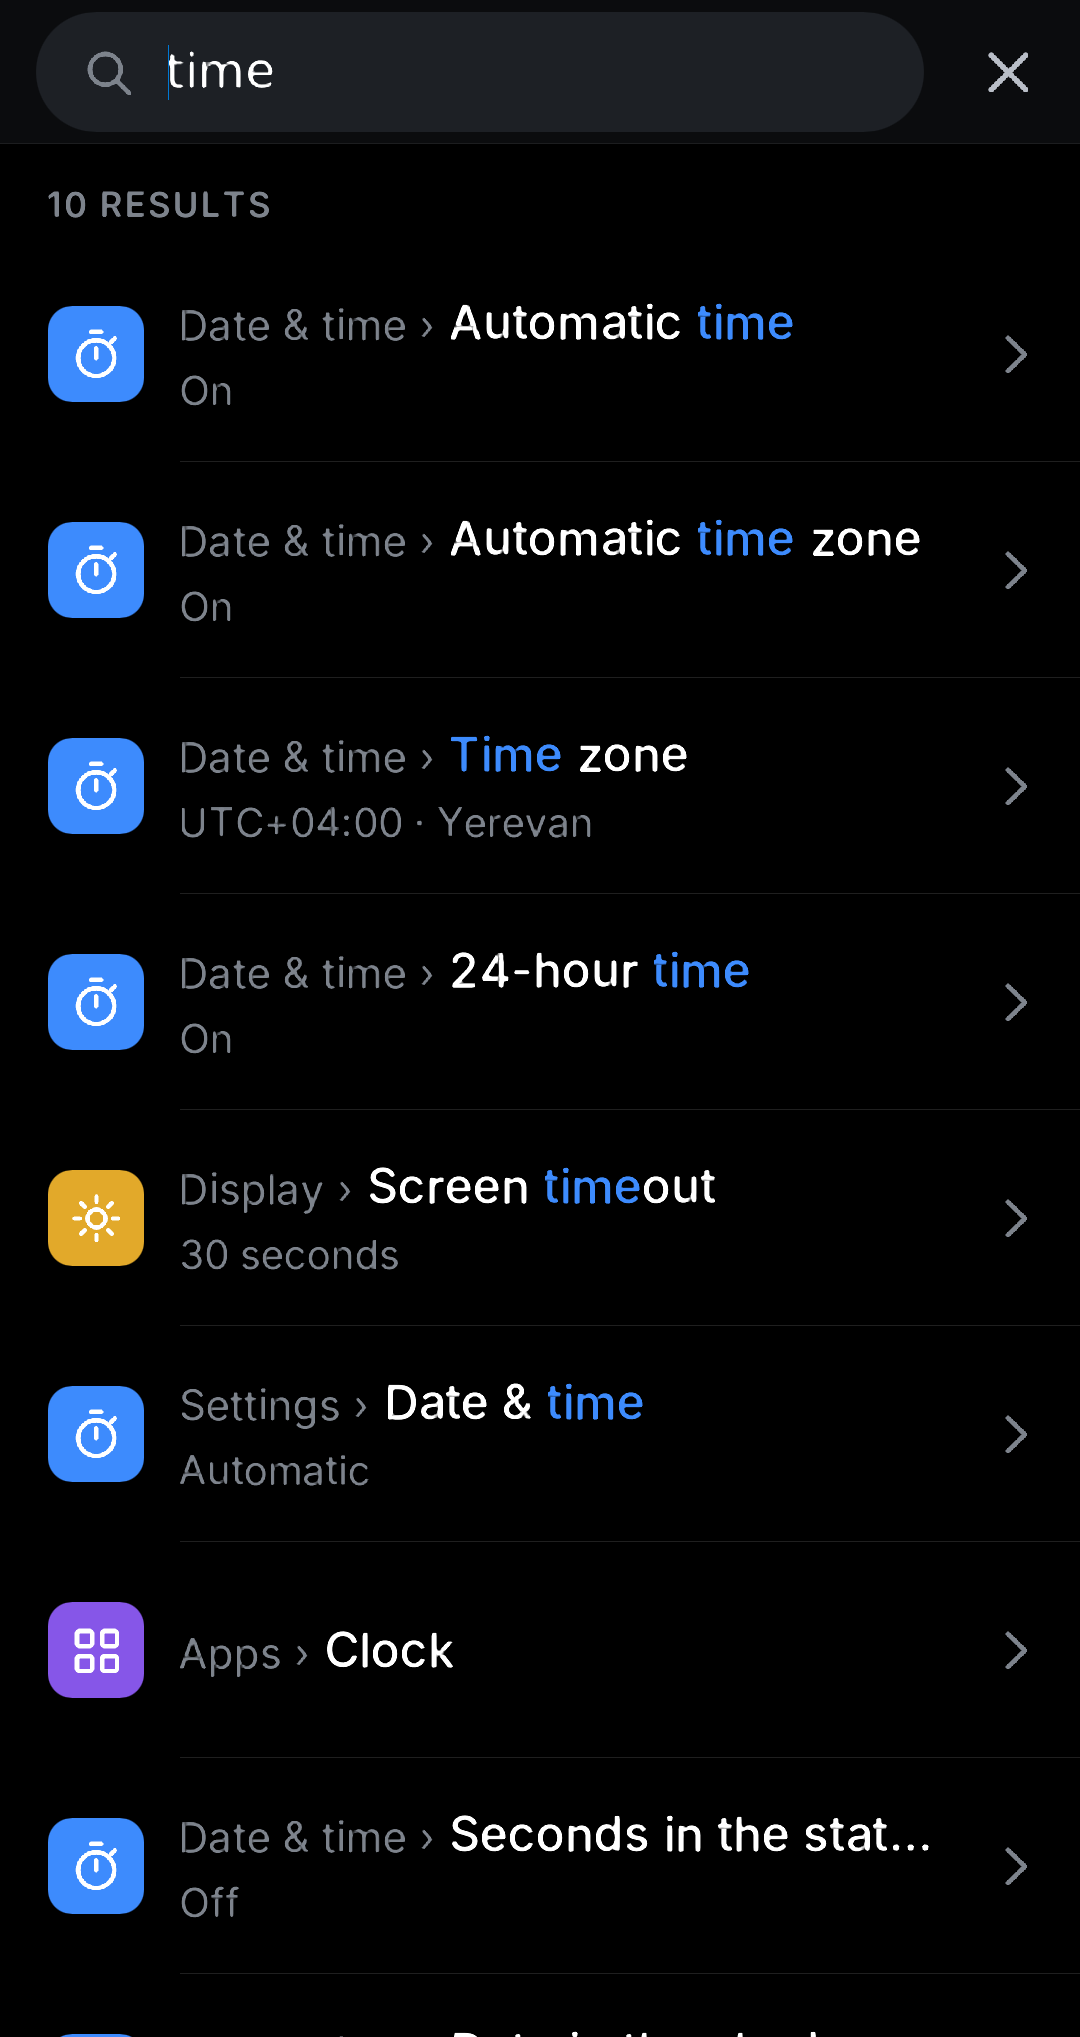 time
10 RESULTS
Date & time › Automatic time
On
Date & time › Automatic time zone
On
Date & time › Time zone
UTC+04:00 · Yerevan
Date & time › 24-hour time
On
Display › Screen timeout
30 seconds
Settings › Date & time
Automatic
Apps › Clock
Date & time › Seconds in the stat...
Off